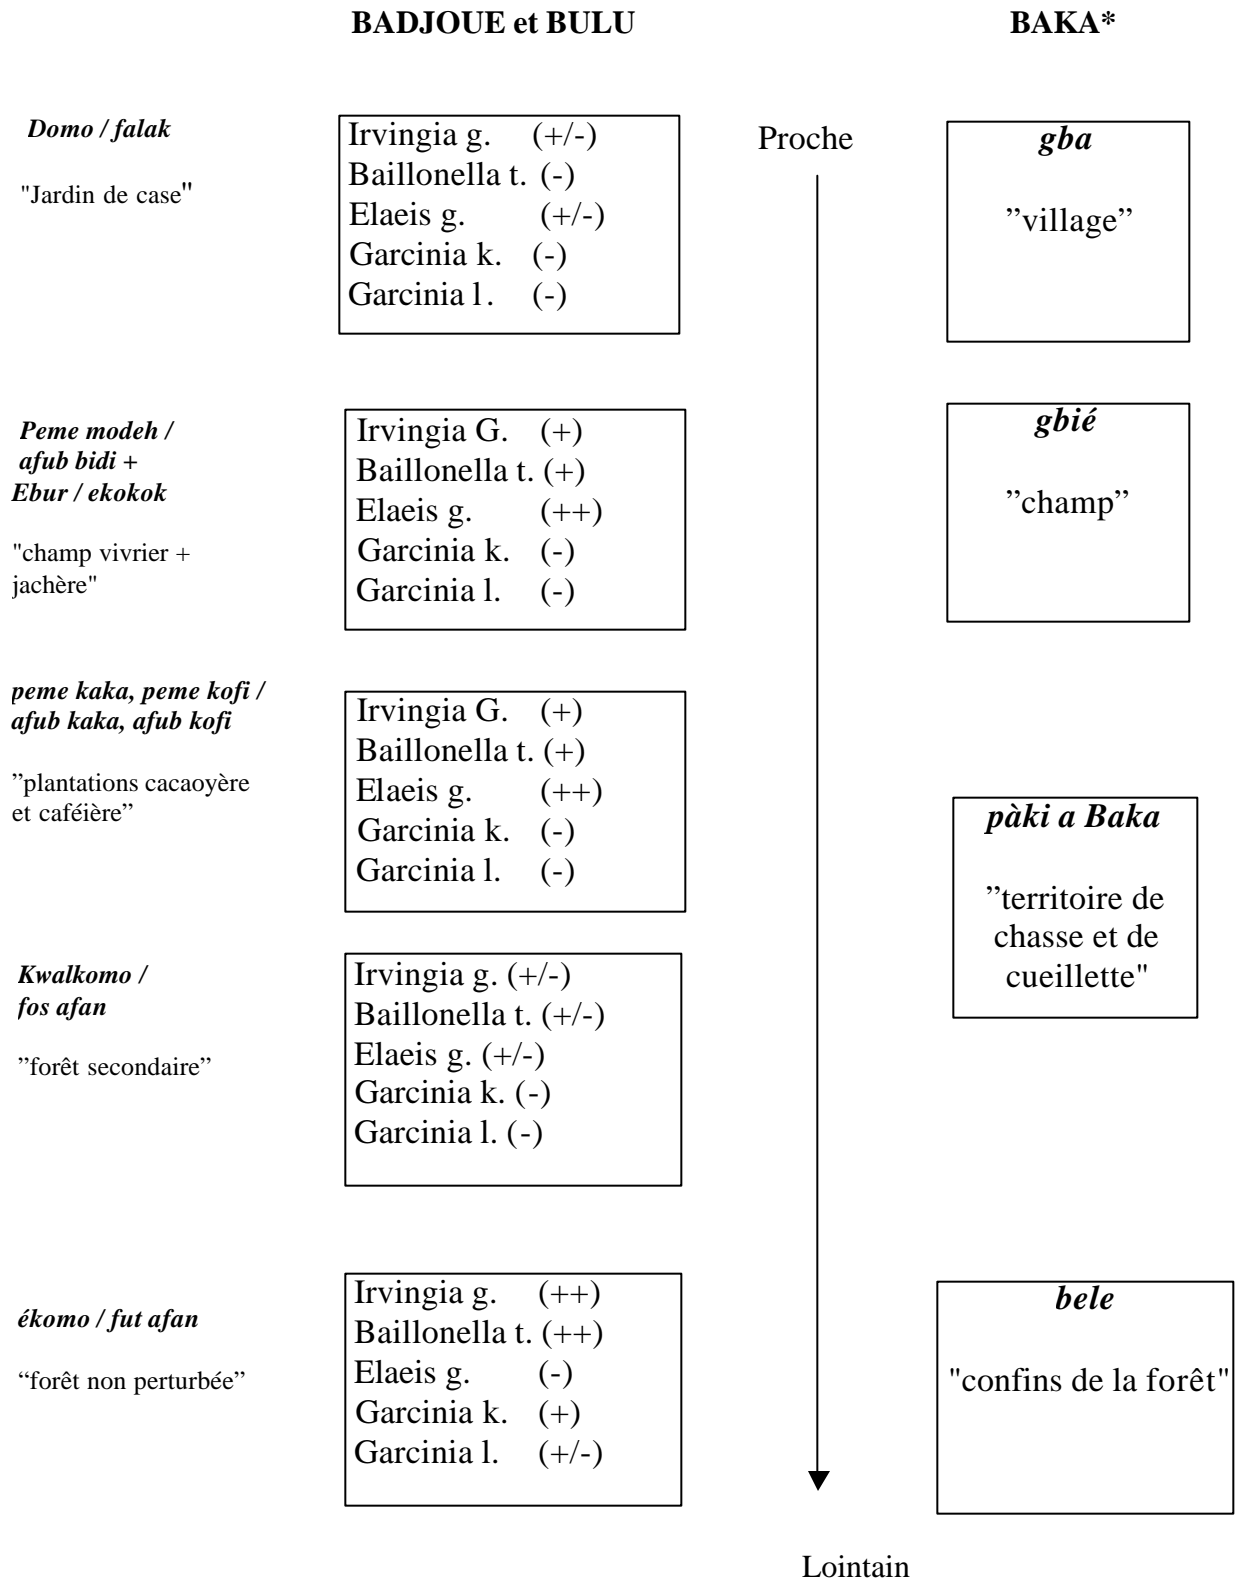 BADJOUE et BULU
BAKA*
Domo / falak
"Jardin de case"
Irvingia g. (+/-)
Baillonella t. (-)
Elaeis g. (+/-)
Garcinia k. (-)
Garcinia l. (-)
Proche
gba
”village”
Peme modeh /
afub bidi +
Ebur / ekokok
"champ vivrier +
jachère"
Irvingia G. (+)
Baillonella t. (+)
Elaeis g. (++)
Garcinia k. (-)
Garcinia l. (-)
gbié
”champ”
peme kaka, peme kofi /
afub kaka, afub kofi
”plantations cacaoyère
et caféière”
Irvingia G. (+)
Baillonella t. (+)
Elaeis g. (++)
Garcinia k. (-)
Garcinia l. (-)
pàki a Baka
”territoire de
chasse et de
cueillette"
Kwalkomo /
fos afan
”forêt secondaire”
Irvingia g. (+/-)
Baillonella t. (+/-)
Elaeis g. (+/-)
Garcinia k. (-)
Garcinia l. (-)
ékomo / fut afan
“forêt non perturbée”
Irvingia g. (++)
Baillonella t. (++)
Elaeis g. (-)
Garcinia k. (+)
Garcinia l. (+/-)
bele
"confins de la forêt"
Lointain